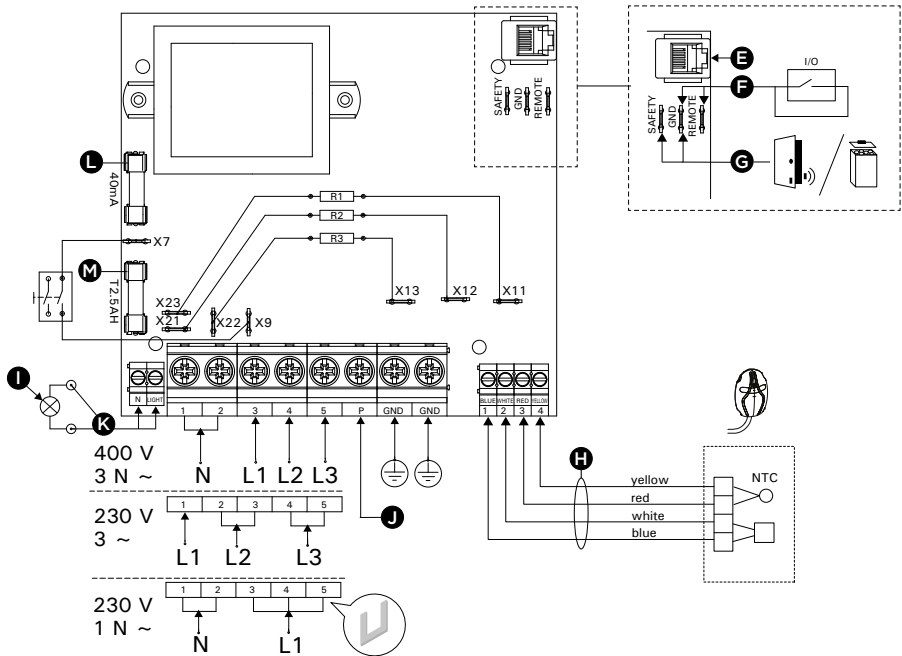 SAFETY
GND
REMOTE
SAFETY
GND
REMOTE
E
F
I/O
G
L
40mA
R1
R2
R3
X7
M
T2.5AH
X13
X12
X11
X23
X21
X22
X9
I
K
N
LIGHT
1
2
3
4
5
P
GND
GND
BLUE
WHITE
RED
YELLOW
1
2
3
4
400 V
3 N ~
N
L1
L2
L3
H
yellow
red
white
blue
NTC
J
230 V
3 ~
1
2
3
4
5
L1
L2
L3
230 V
1 N ~
1
2
3
4
5
N
L1